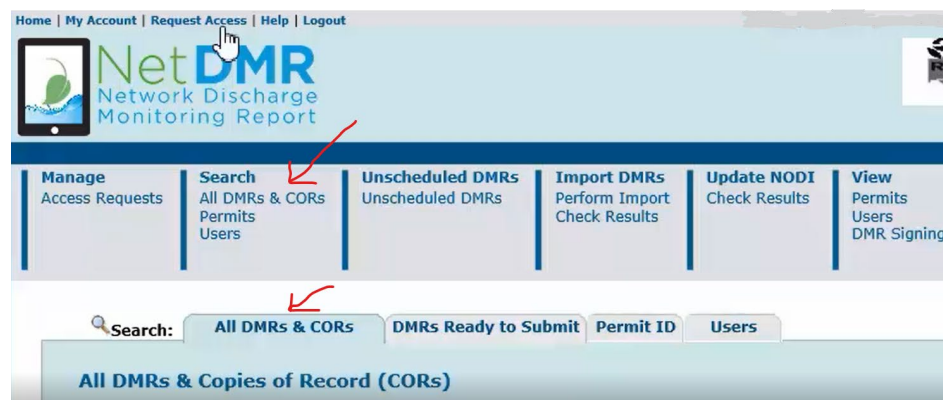 Home | My Account | Request Access | Help | Logout
NetDMR
Network Discharge
Monitoring Report
Manage
Access Requests
Search
All DMRs & CORs
Permits
Users
Unscheduled DMRs
Unscheduled DMRs
Import DMRs
Perform Import
Check Results
Update NODI
Check Results
View
Permits
Users
DMR Signing
Search: All DMRs & CORs DMRs Ready to Submit Permit ID Users
All DMRs & Copies of Record (CORs)